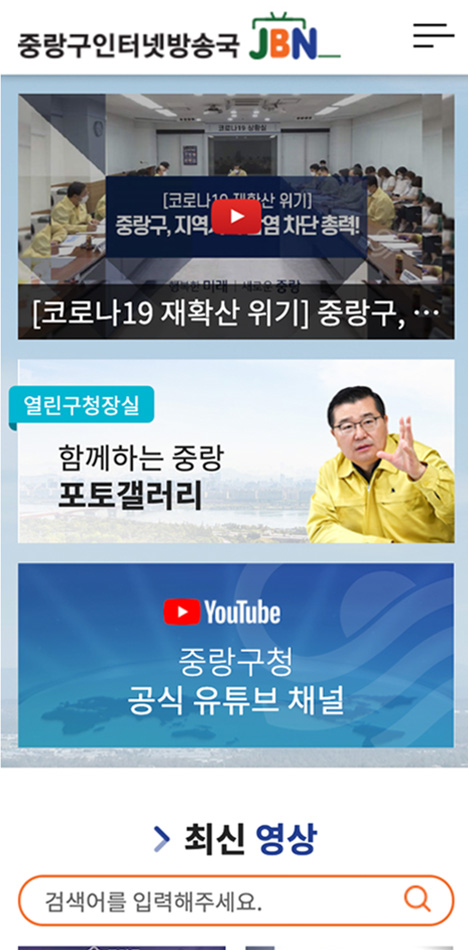 중랑구인터넷방송국 JBN
코로나19 상황실
[코로나19 재확산 위기]
중랑구, 지역 염 차단 총력!
행복한 미래 | 새로운 중랑
[코로나19 재확산 위기] 중랑구, ···
열린구청장실
함께하는 중랑
포토갤러리
YouTube
중랑구청
공식 유튜브 채널
최신 영상
검색어를 입력해주세요.